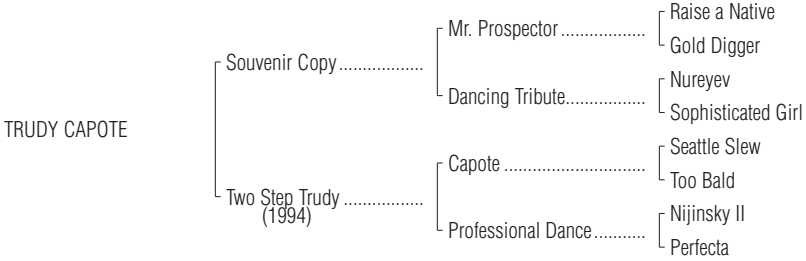 Raise a Native
Mr. Prospector ..................
Gold Digger
Souvenir Copy ..................
Nureyev
Dancing Tribute.................
Sophisticated Girl
TRUDY CAPOTE
Seattle Slew
Capote ..............................
Too Bald
Two Step Trudy .................
(1994)
Nijinsky II
Professional Dance...........
Perfecta